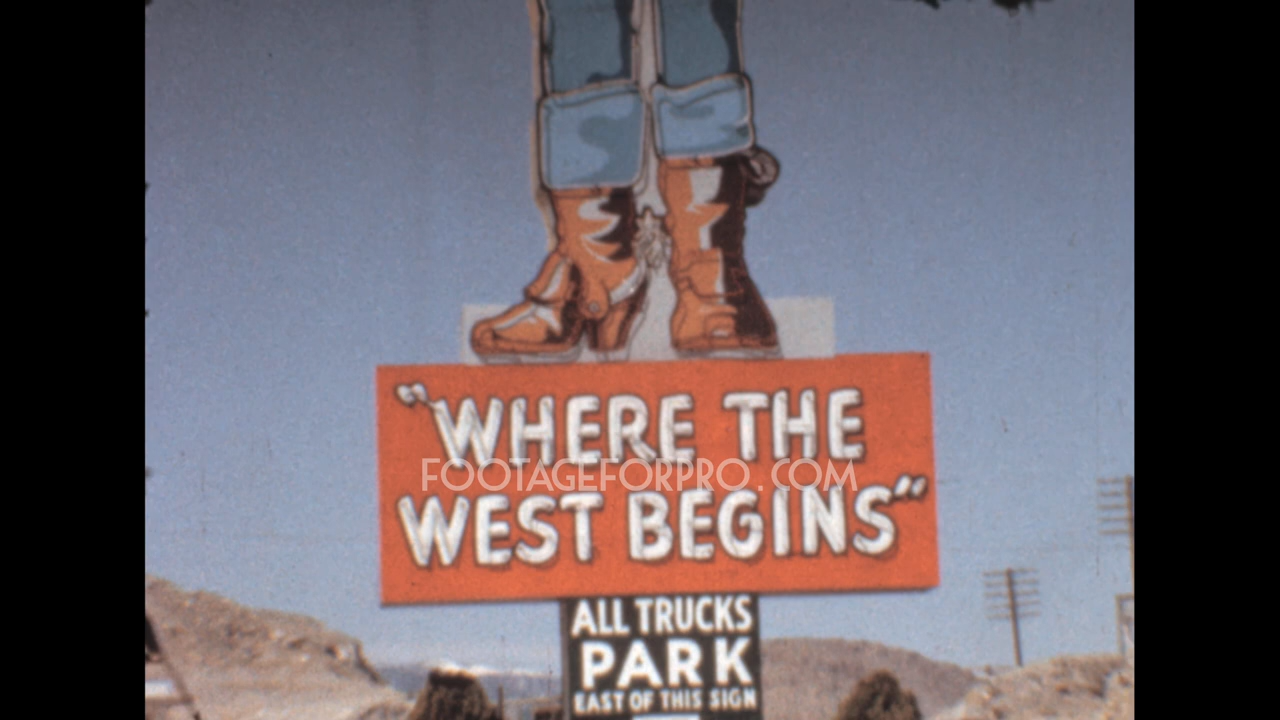 "WHERE THE
FOOTAGEFORPRO.COM
WEST BEGINS"
ALL TRUCKS
PARK
EAST OF THIS SIGN